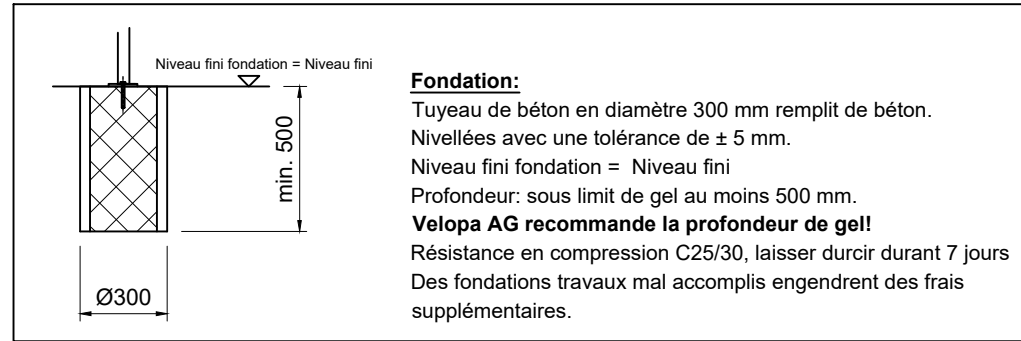 Niveau fini fondation = Niveau fini
min. 500
Ø300
Fondation:
Tuyeau de béton en diamètre 300 mm remplit de béton.
Nivellées avec une tolérance de ± 5 mm.
Niveau fini fondation = Niveau fini
Profondeur: sous limit de gel au moins 500 mm.
Velopa AG recommande la profondeur de gel!
Résistance en compression C25/30, laisser durcir durant 7 jours
Des fondations travaux mal accomplis engendrent des frais
supplémentaires.